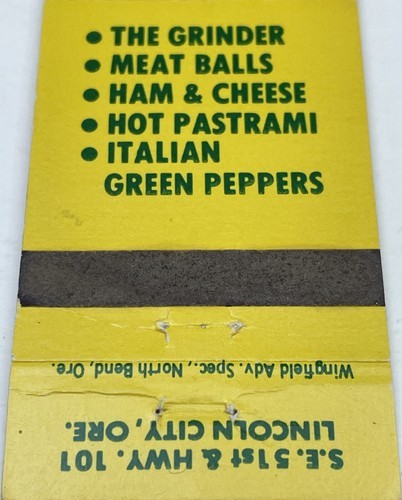 • THE GRINDER
• MEAT BALLS
• HAM & CHEESE
• HOT PASTRAMI
• ITALIAN
GREEN PEPPERS
Wingfield Adv. Spec., North Bend, Ore.
S.E. 51st & HWY. 101
LINCOLN CITY, ORE.